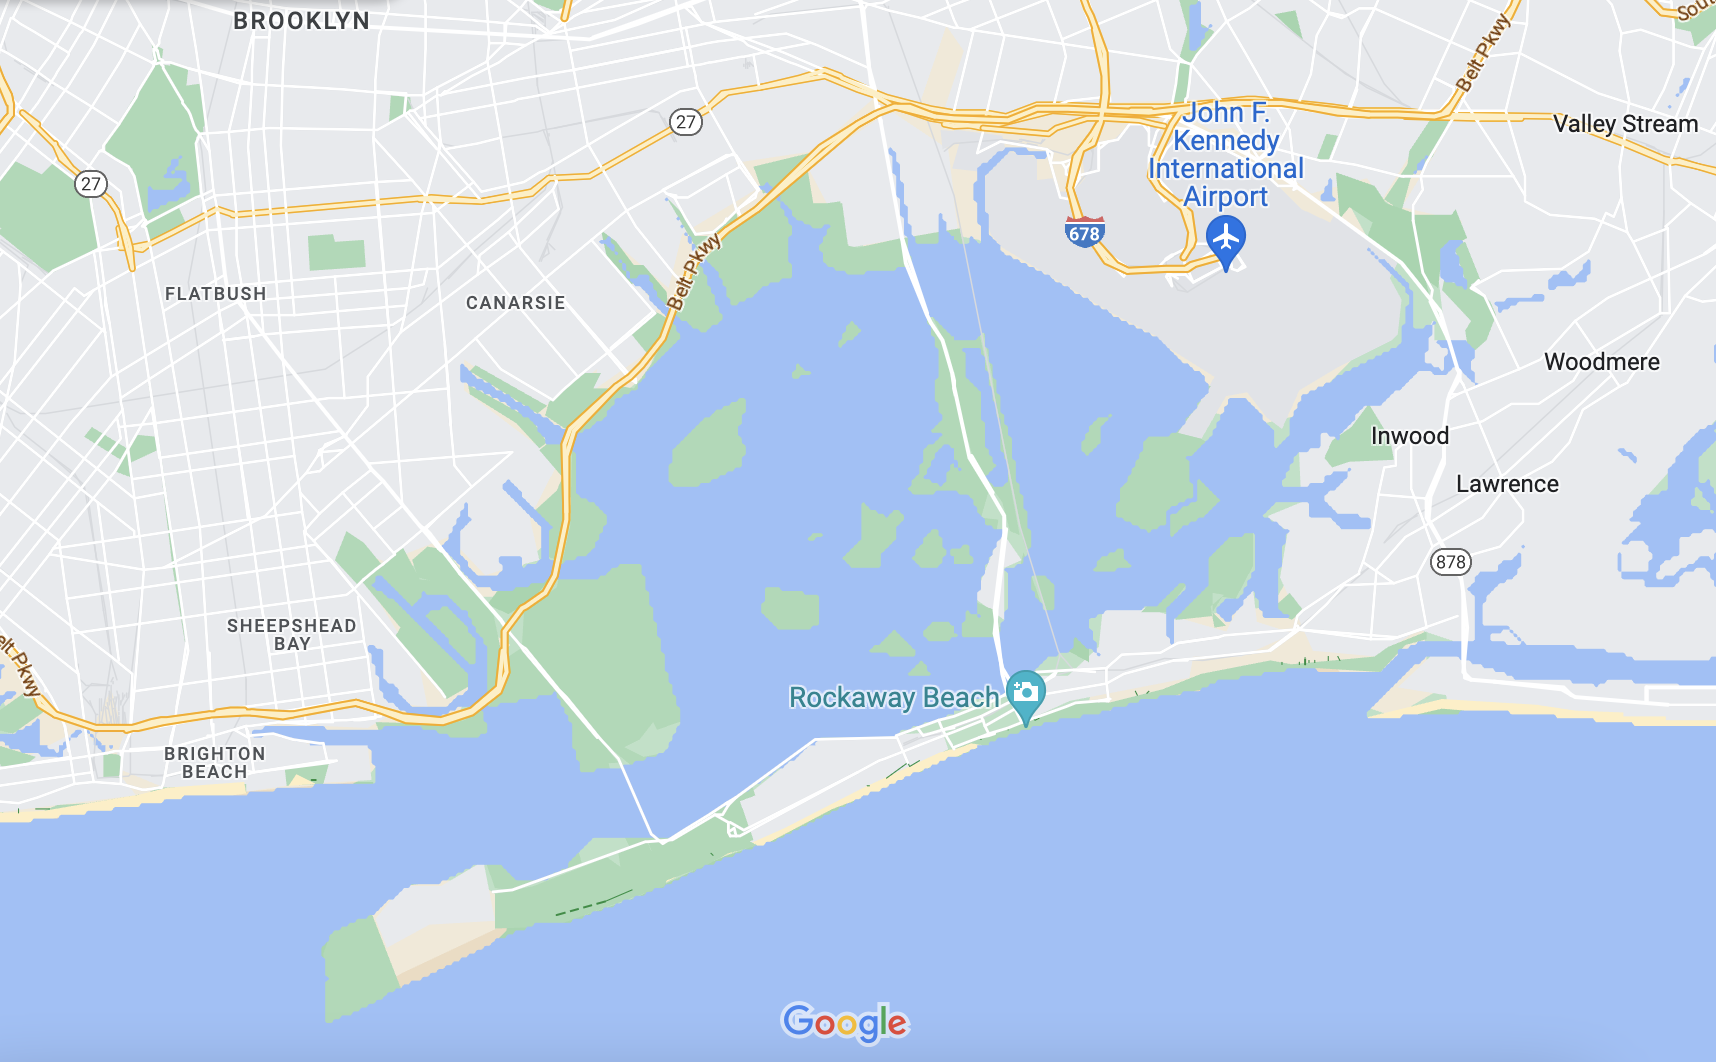 BROOKLYN
Belt Pkwy
Sout
27
John F.
Kennedy
International
Airport
Valley Stream
27
678
Belt Pkwy
FLATBUSH
CANARSIE
Woodmere
Inwood
Lawrence
878
SHEEPSHEAD
BAY
elt Pkwy
Rockaway Beach
BRIGHTON
BEACH
Google